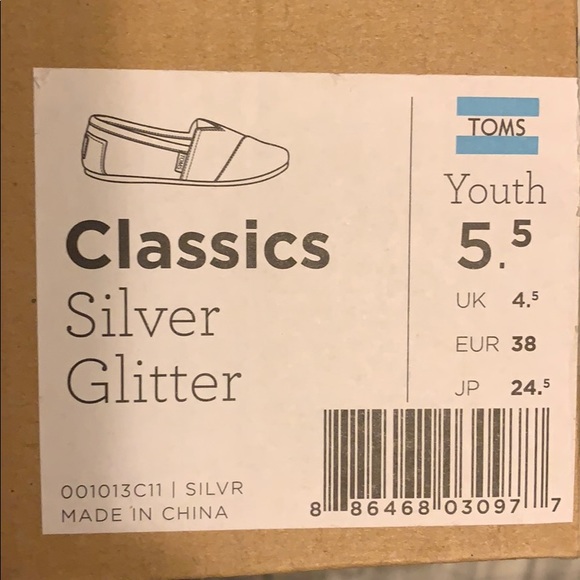 TOMS
Youth
5.5
UK 4.5
EUR 38
JP 24.5
Classics
Silver
Glitter
001013C11 | SILVR
MADE IN CHINA
8 86468 03097 7